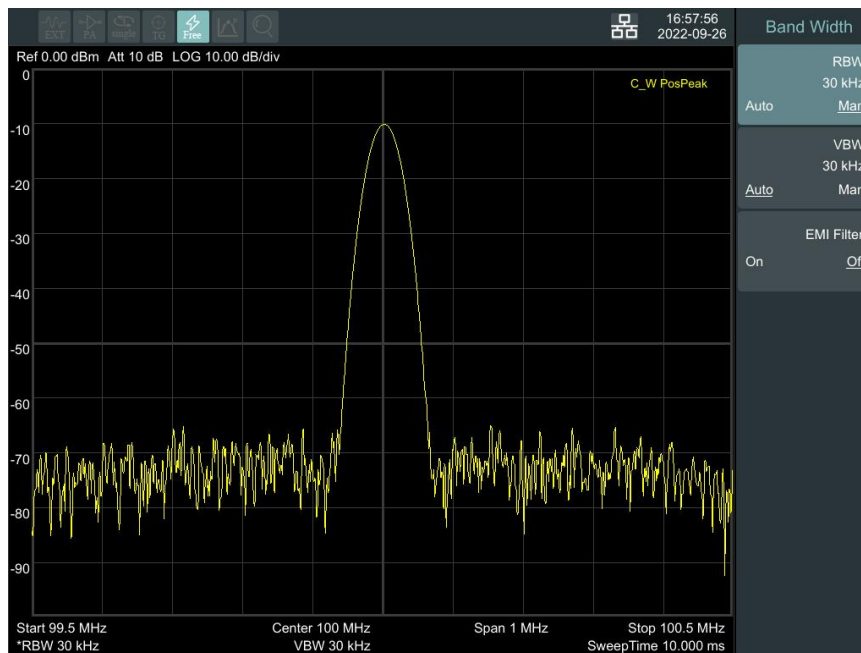 EXT PA single TG Free
16:57:56
2022-09-26
Band Width
Ref 0.00 dBm Att 10 dB LOG 10.00 dB/div
RBW
30 kHz
Auto Man
VBW
30 kHz
Auto Man
EMI Filter
On Off
C_W PosPeak
0
-10
-20
-30
-40
-50
-60
-70
-80
-90
Start 99.5 MHz Center 100 MHz Span 1 MHz Stop 100.5 MHz
*RBW 30 kHz VBW 30 kHz SweepTime 10.000 ms